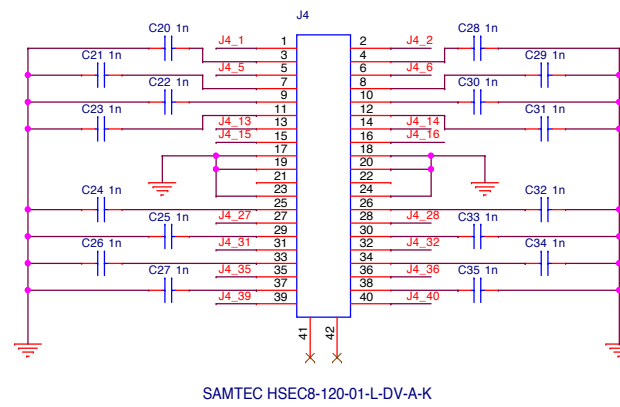 J4
C20 1n J4_1 1 2 J4_2 C28 1n
3 4
C21 1n J4_5 5 6 J4_6 C29 1n
7 8
C22 1n 9 10 C30 1n
C23 1n 11 12 C31 1n
J4_13 13 14 J4_14
J4_15 15 16 J4_16
17 18
19 20
21 22
23 24
C24 1n 25 26 C32 1n
J4_27 27 28 J4_28
C25 1n 29 30 C33 1n
J4_31 31 32 J4_32
C26 1n 33 34 C34 1n
J4_35 35 36 J4_36
C27 1n 37 38 C35 1n
J4_39 39 40 J4_40
41 42
SAMTEC HSEC8-120-01-L-DV-A-K